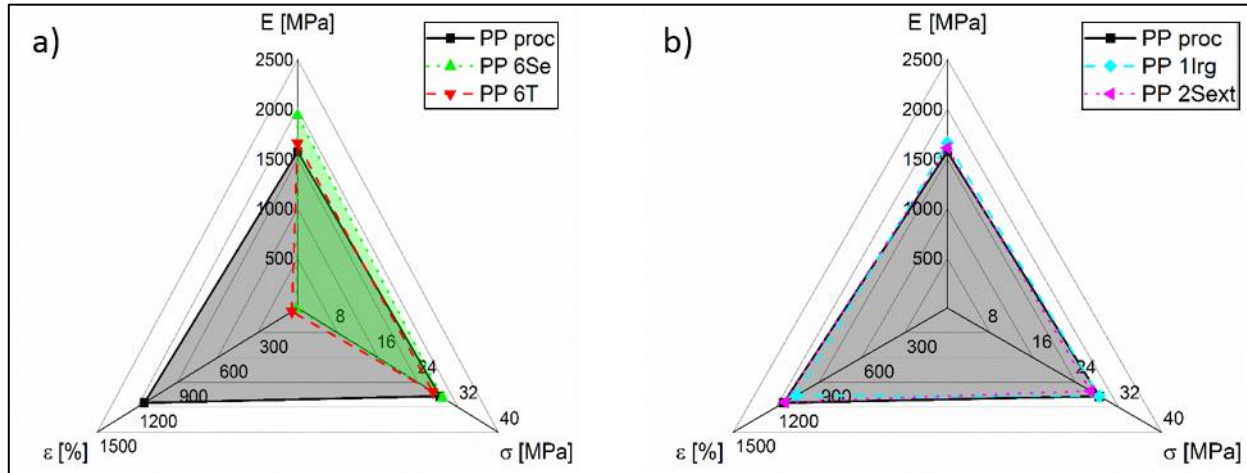 a)
E [MPa]
PP proc
PP 6Se
PP 6T
2500
2000
1500
1000
500
8
16
24
32
40
300
600
900
1200
1500
ε [%]
σ [MPa]
b)
E [MPa]
PP proc
PP 1Irg
PP 2Sext
2500
2000
1500
1000
500
8
16
24
32
40
300
600
900
1200
1500
ε [%]
σ [MPa]